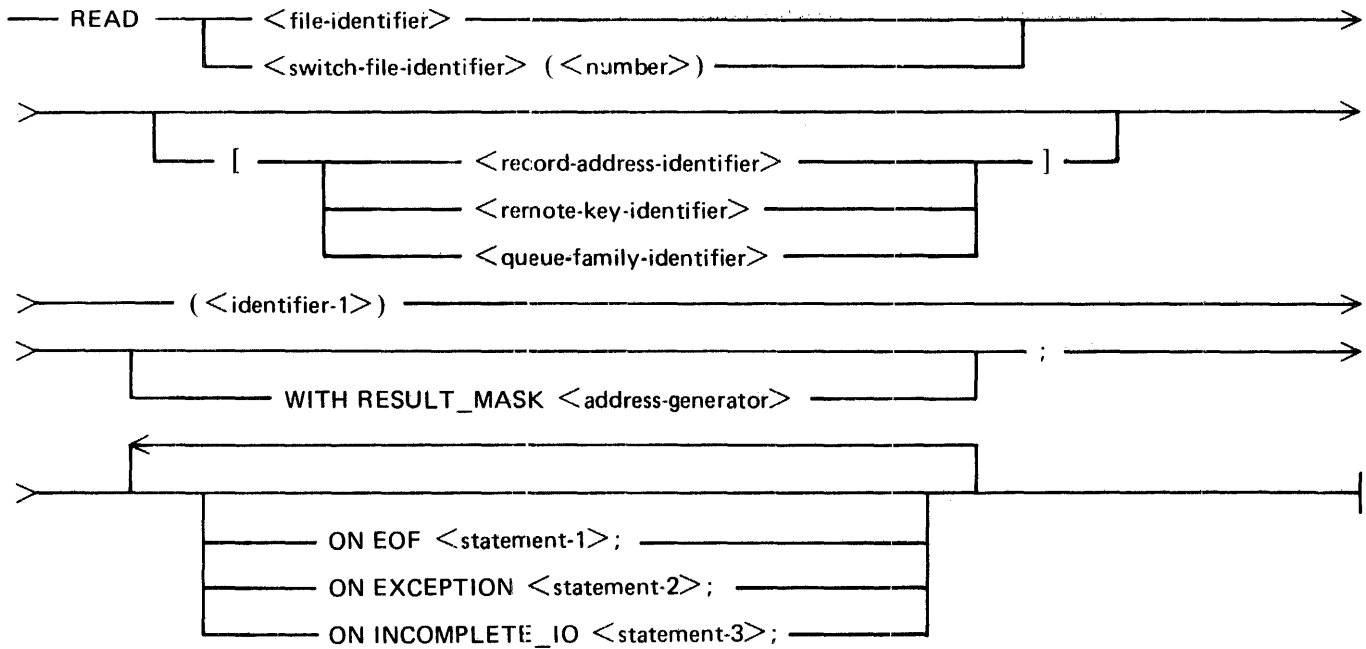 READ <file-identifier>
<switch-file-identifier> (<number>)
[ <record-address-identifier> ]
<remote-key-identifier>
<queue-family-identifier>
(<identifier-1>)
;
WITH RESULT_MASK <address-generator>
ON EOF <statement-1>;
ON EXCEPTION <statement-2>;
ON INCOMPLETE_IO <statement-3>;